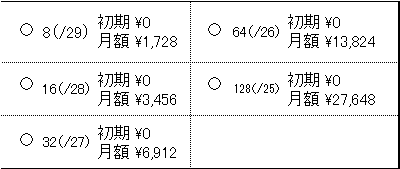 8(/29) 初期 ¥0
月額 ¥1,728
64(/26) 初期 ¥0
月額 ¥13,824
16(/28) 初期 ¥0
月額 ¥3,456
128(/25) 初期 ¥0
月額 ¥27,648
32(/27) 初期 ¥0
月額 ¥6,912